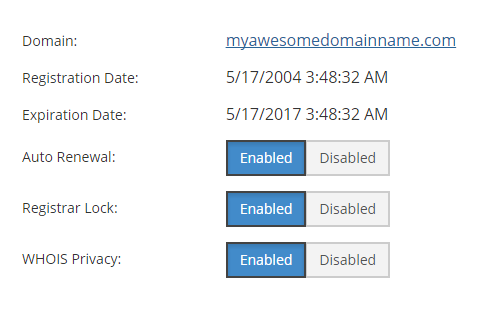 Domain: myawesomedomainname.com
Registration Date: 5/17/2004 3:48:32 AM
Expiration Date: 5/17/2017 3:48:32 AM
Auto Renewal: Enabled Disabled
Registrar Lock: Enabled Disabled
WHOIS Privacy: Enabled Disabled